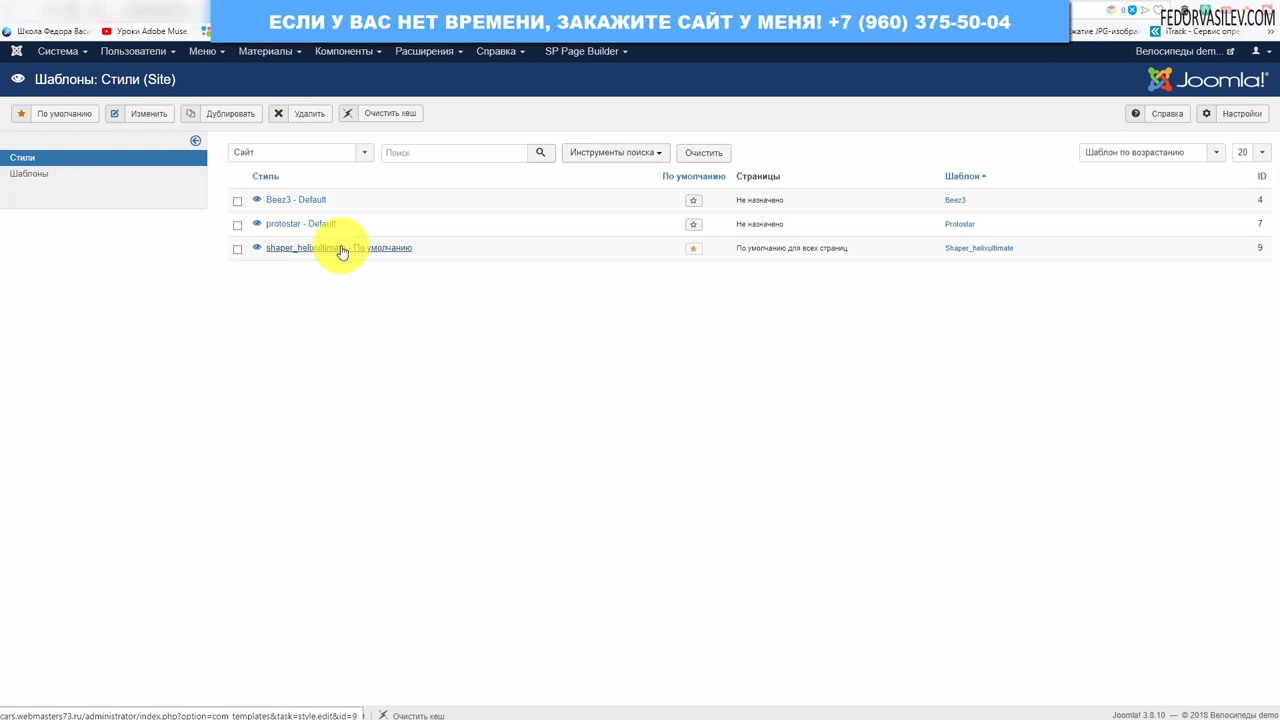 ЕСЛИ У ВАС НЕТ ВРЕМЕНИ, ЗАКАЖИТЕ САЙТ У МЕНЯ! +7 (960) 375-50-04
FEDORVASILEV.COM
Школа Федора Васи
Уроки Adobe Muse,
0
жатие JPG-изобра
iTrack - Сервис опре
Система Пользователи Меню Материалы Компоненты Расширения Справка SP Page Builder Велосипеды dem...
Шаблоны: Стили (Site)
Joomla!®
По умолчанию Изменить Дублировать Удалить Очистить кеш Справка Настройки
Сайт Поиск Инструменты поиска Очистить Шаблон по возрастанию 20
Стили
Шаблоны
Стиль По умолчанию Страницы Шаблон ID
Beez3 - Default Не назначено Beez3 4
protostar - Default Не назначено Protostar 7
shaper_helixultimate - По умолчанию По умолчанию для всех страниц Shaper_helixultimate 9
cars.webmasters73.ru/administrator/index.php?option=com_templates&task=style.edit&id=9
Очистить кеш
Joomla! 3.8.10 — © 2018 Велосипеды demo